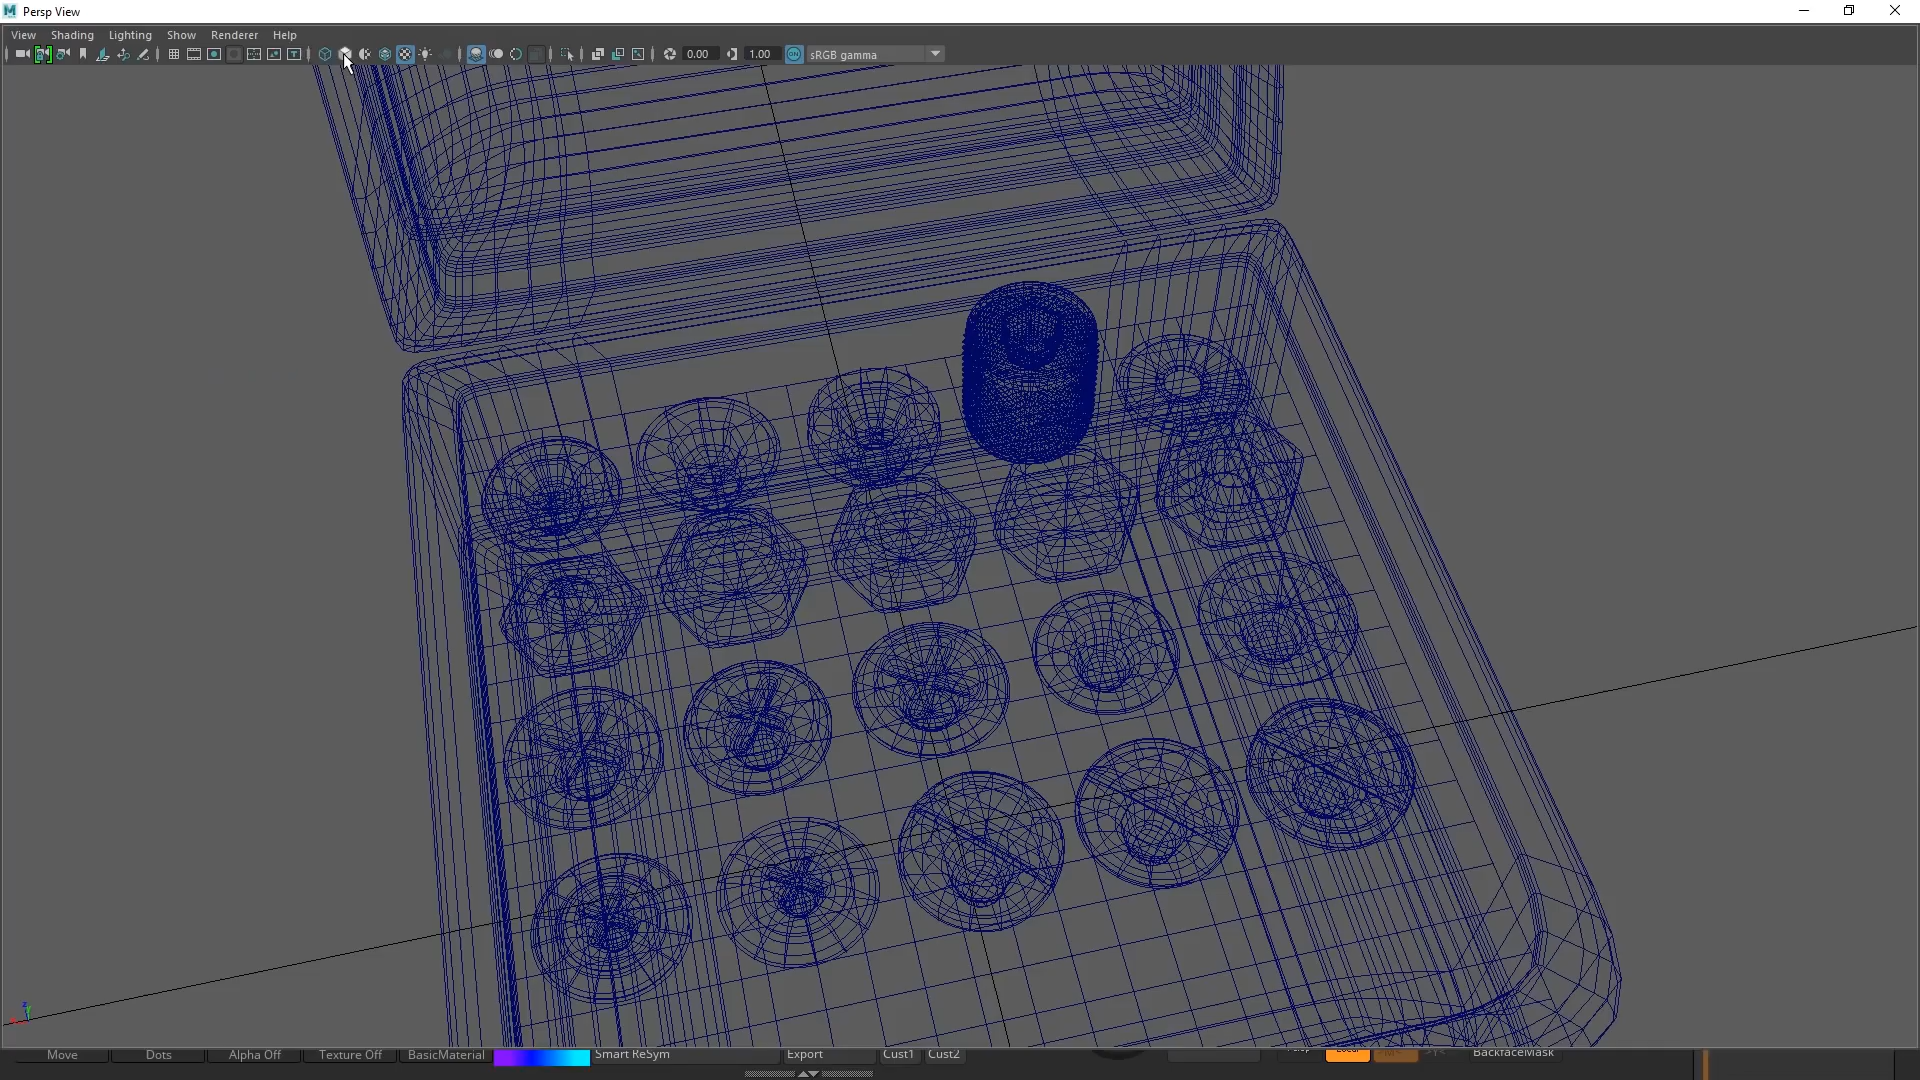 Persp View
View Shading Lighting Show Renderer Help
0.00 1.00 sRGB gamma
Move Dots Alpha Off Texture Off BasicMaterial Smart ReSym Export Cust1 Cust2 BackfaceMask